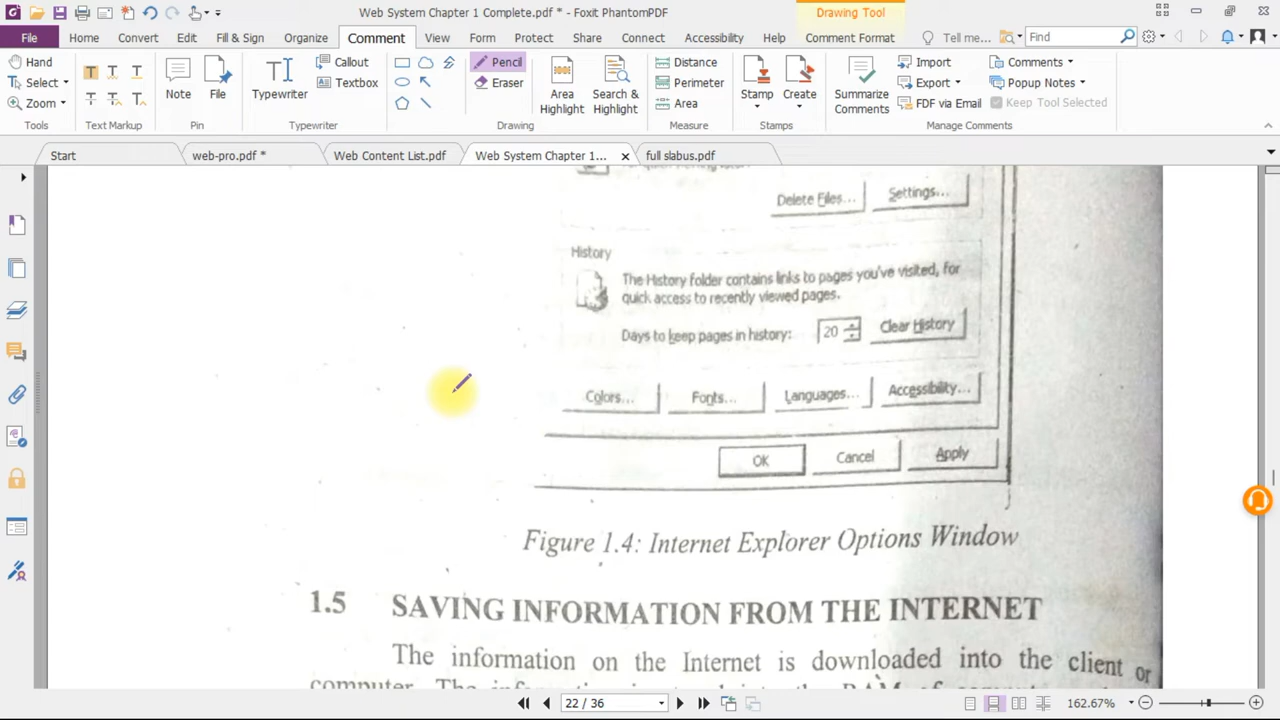 Web System Chapter 1 Complete.pdf * - Foxit PhantomPDF
Drawing Tool
File Home Convert Edit Fill & Sign Organize Comment View Form Protect Share Connect Accessibility Help Comment Format Tell me... Find
Hand
Select
Zoom
Tools
T T T
T T T
Text Markup
Note
File
Pin
Typewriter
Callout
Textbox
Typewriter
Pencil
Eraser
Drawing
Area Highlight
Search & Highlight
Distance
Perimeter
Area
Measure
Stamp
Create
Stamps
Summarize Comments
Import
Export
FDF via Email
Comments
Popup Notes
Keep Tool Selected
Manage Comments
Start web-pro.pdf * Web Content List.pdf Web System Chapter 1... full slabus.pdf
Delete Files... Settings...
History
The History folder contains links to pages you've visited, for
quick access to recently viewed pages.
Days to keep pages in history: 20 Clear History
Colors... Fonts... Languages... Accessibility...
OK Cancel Apply
Figure 1.4: Internet Explorer Options Window
1.5 SAVING INFORMATION FROM THE INTERNET
The information on the Internet is downloaded into the client or
22 / 36
162.67%